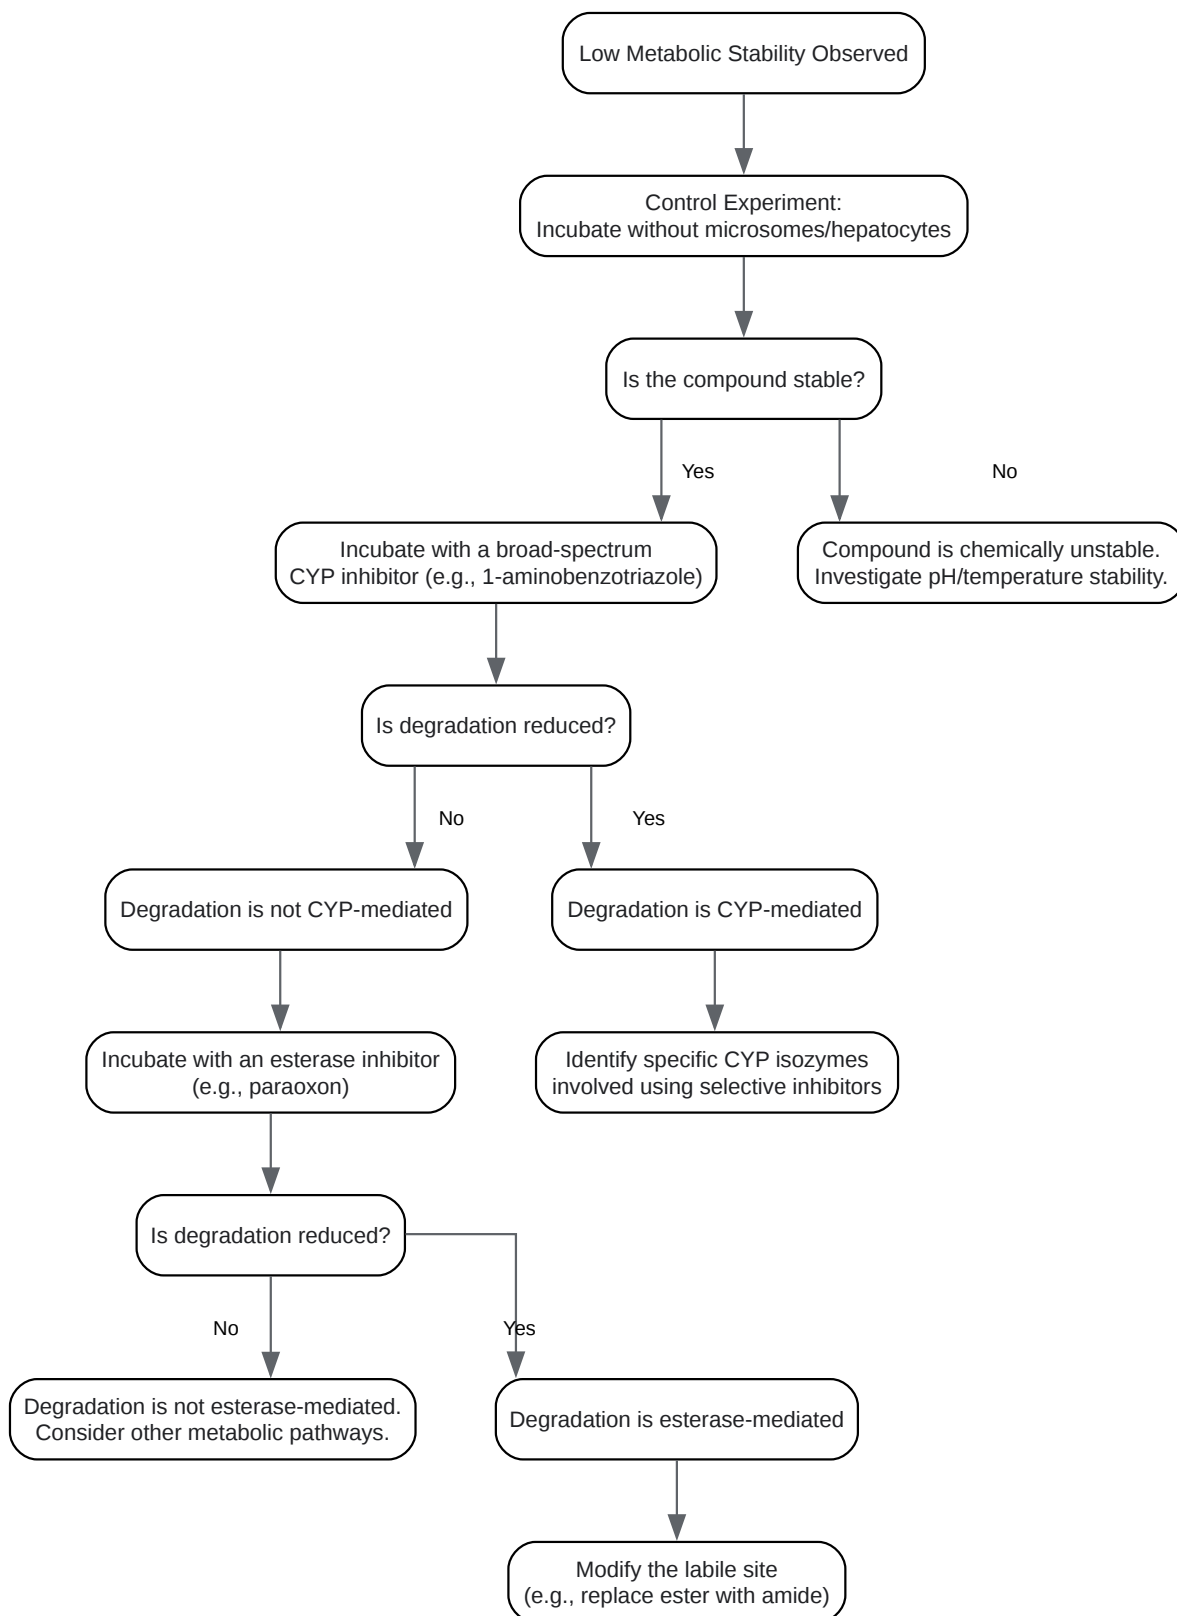 Low Metabolic Stability Observed
Control Experiment:
Incubate without microsomes/hepatocytes
Is the compound stable?
Yes
No
Incubate with a broad-spectrum
CYP inhibitor (e.g., 1-aminobenzotriazole)
Compound is chemically unstable.
Investigate pH/temperature stability.
Is degradation reduced?
No
Yes
Degradation is not CYP-mediated
Degradation is CYP-mediated
Incubate with an esterase inhibitor
(e.g., paraoxon)
Identify specific CYP isozymes
involved using selective inhibitors
Is degradation reduced?
No
Yes
Degradation is not esterase-mediated.
Consider other metabolic pathways.
Degradation is esterase-mediated
Modify the labile site
(e.g., replace ester with amide)